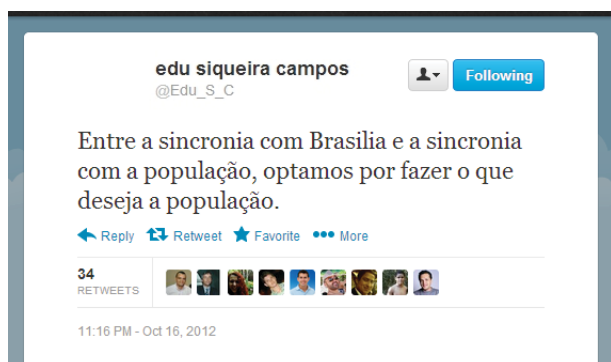 edu siqueira campos
@Edu_S_C
Following
Entre a sincronia com Brasilia e a sincronia
com a população, optamos por fazer o que
deseja a população.
Reply Retweet Favorite More
34
RETWEETS
11:16 PM - Oct 16, 2012